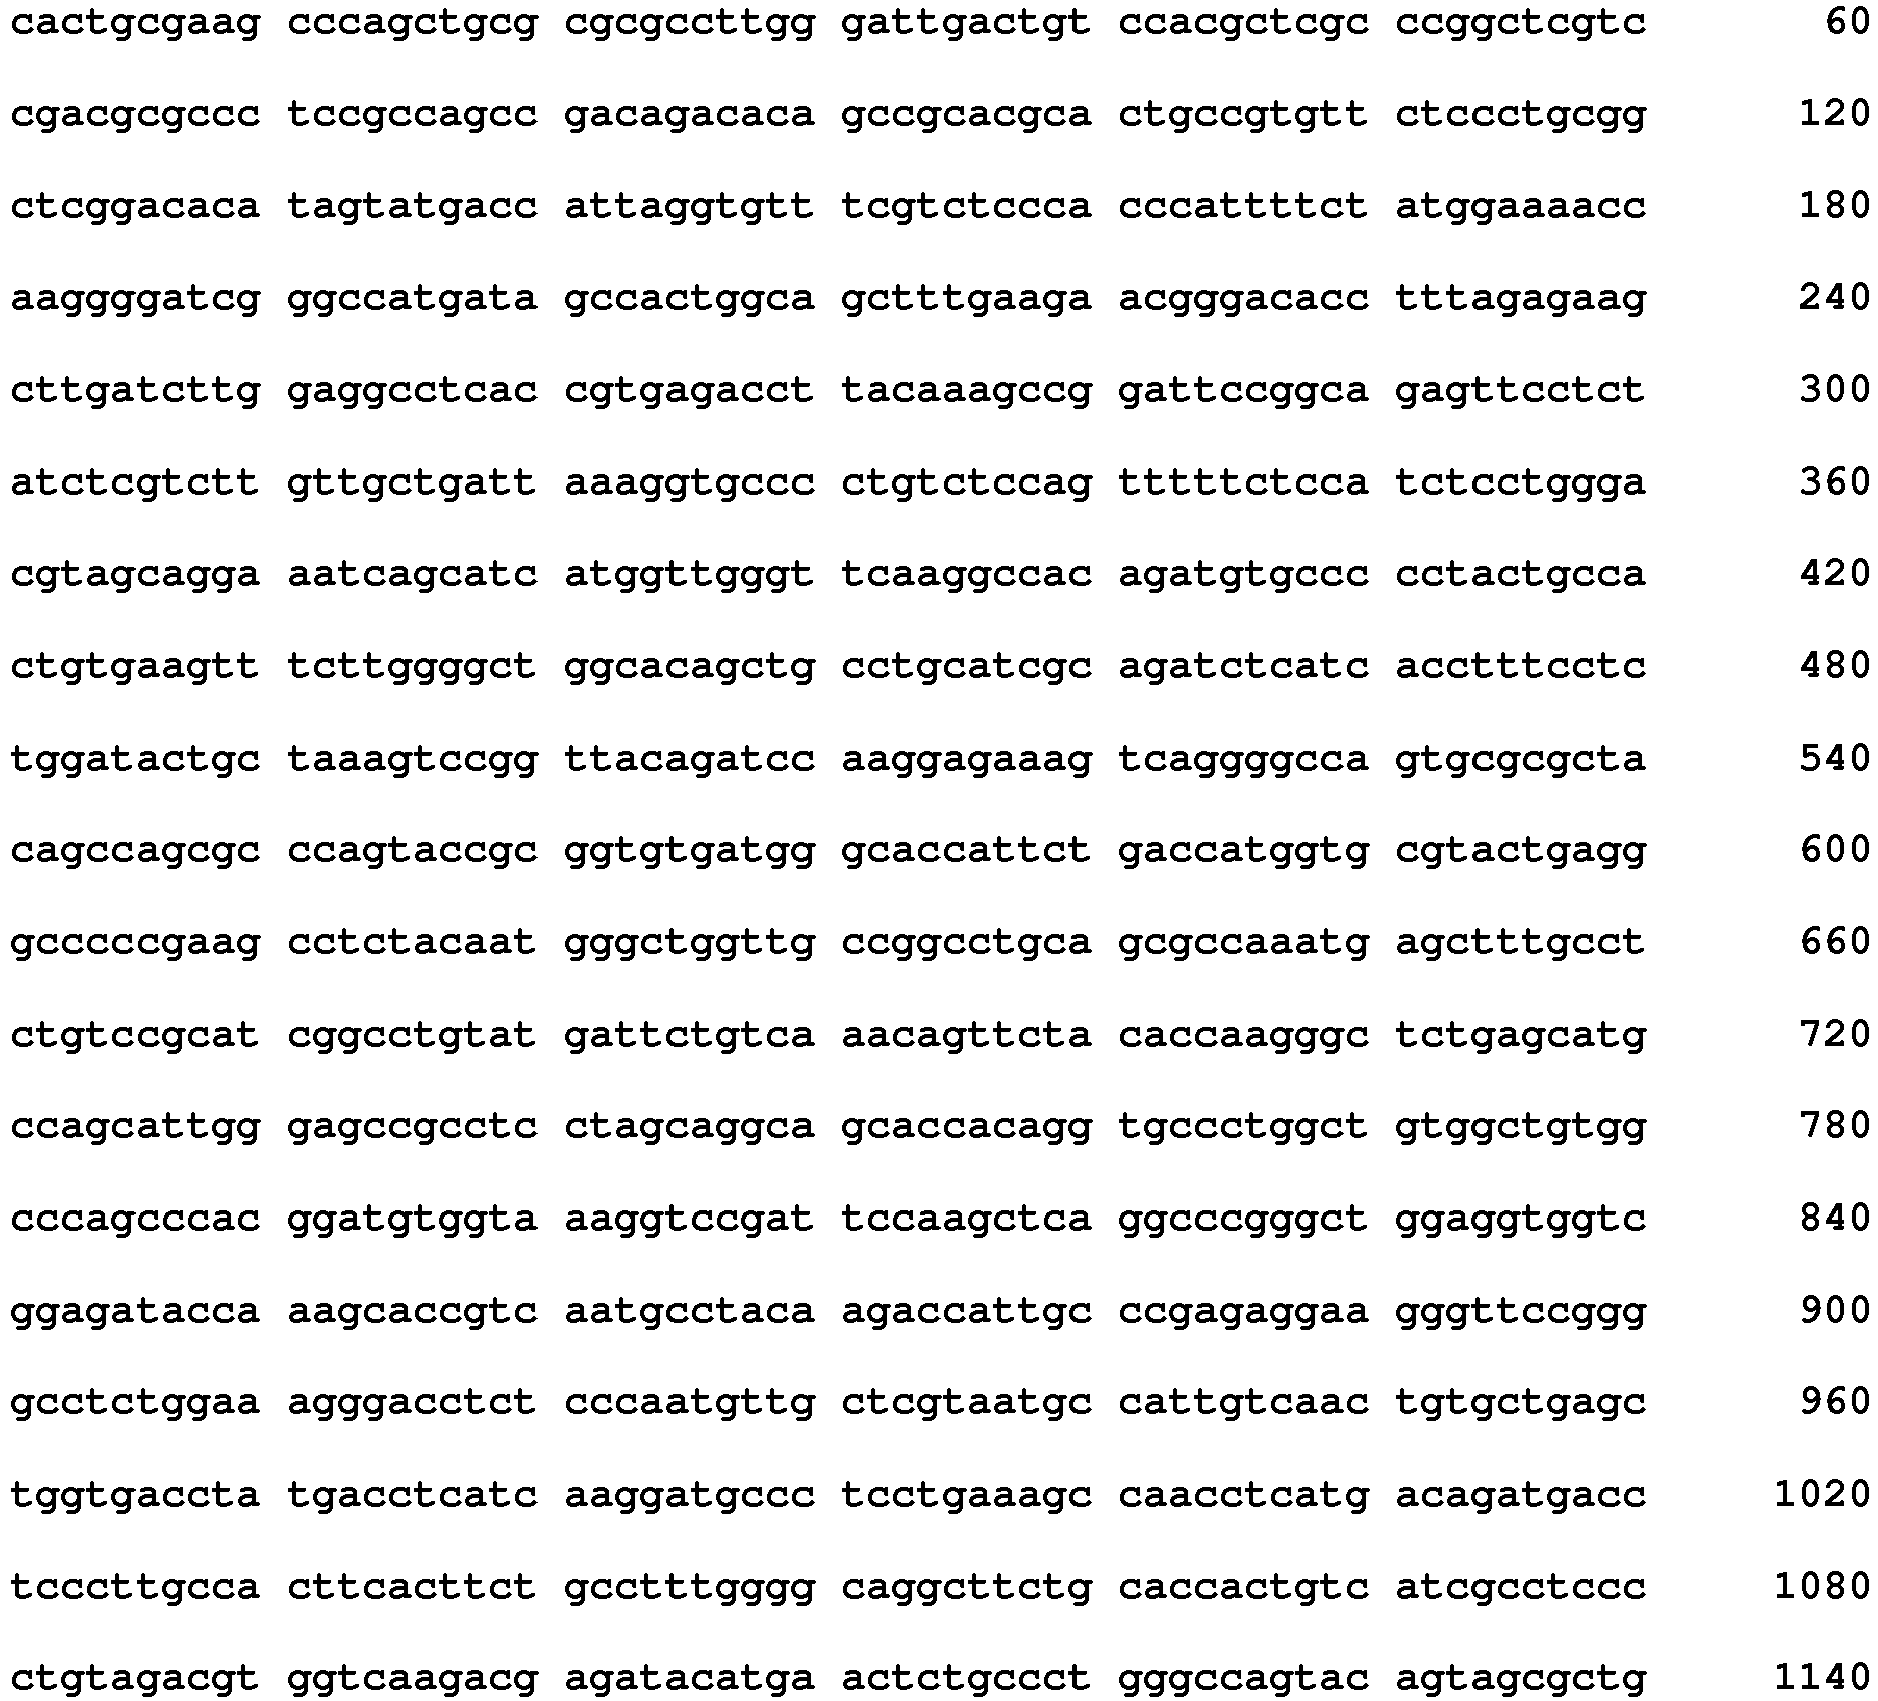 cactgcgaag cccagctgcg cgcgccttgg gattgactgt ccacgctcgc ccggctcgtc 60
cgacgcgccc tccgccagcc gacagacaca gccgcacgca ctgccgtgtt ctccctgcgg 120
ctcggacaca tagtatgacc attaggtgtt tcgtctccca cccattttct atggaaaacc 180
aaggggatcg ggccatgata gccactggca gctttgaaga acgggacacc tttagagaag 240
cttgatcttg gaggcctcac cgtgagacct tacaaagccg gattccggca gagttcctct 300
atctcgtctt gttgctgatt aaaggtgccc ctgtctccag tttttctcca tctcctggga 360
cgtagcagga aatcagcatc atggttgggt tcaaggccac agatgtgccc cctactgcca 420
ctgtgaagtt tcttggggct ggcacagctg cctgcatcgc agatctcatc acctttcctc 480
tggatactgc taaagtccgg ttacagatcc aaggagaaag tcaggggcca gtgcgcgcta 540
cagccagcgc ccagtaccgc ggtgtgatgg gcaccattct gaccatggtg cgtactgagg 600
gcccccgaag cctctacaat gggctggttg ccggcctgca gcgccaaatg agctttgcct 660
ctgtccgcat cggcctgtat gattctgtca aacagttcta caccaagggc tctgagcatg 720
ccagcattgg gagccgcctc ctagcaggca gcaccacagg tgccctggct gtggctgtgg 780
cccagcccac ggatgtggta aaggtccgat tccaagctca ggcccgggct ggaggtggtc 840
ggagatacca aagcaccgtc aatgcctaca agaccattgc ccgagaggaa gggttccggg 900
gcctctggaa agggacctct cccaatgttg ctcgtaatgc cattgtcaac tgtgctgagc 960
tggtgaccta tgacctcatc aaggatgccc tcctgaaagc caacctcatg acagatgacc 1020
tcccttgcca cttcacttct gcctttgggg caggcttctg caccactgtc atcgcctccc 1080
ctgtagacgt ggtcaagacg agatacatga actctgccct gggccagtac agtagcgctg 1140